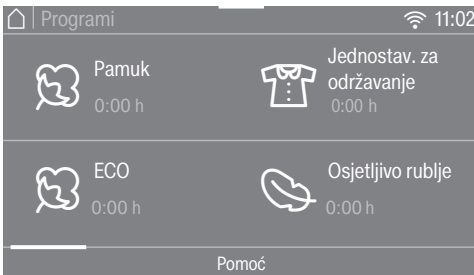 Programi 11:02
Pamuk
0:00 h
Jednostav. za
održavanje
0:00 h
ECO
0:00 h
Osjetljivo rublje
0:00 h
Pomoć